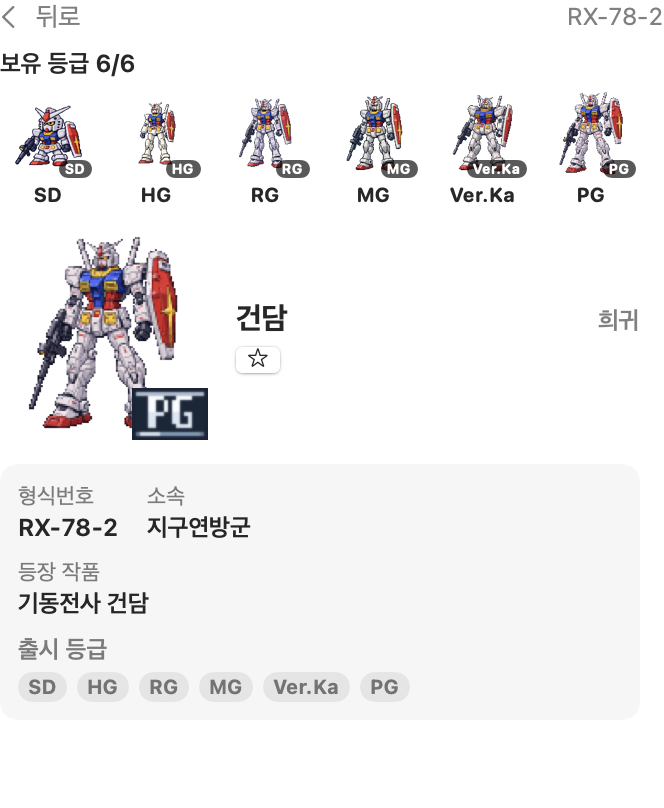 뒤로 RX-78-2
보유 등급 6/6
SD HG RG MG Ver.Ka PG
SD HG RG MG Ver.Ka PG
건담 희귀
PG
형식번호 소속
RX-78-2 지구연방군
등장 작품
기동전사 건담
출시 등급
SD HG RG MG Ver.Ka PG